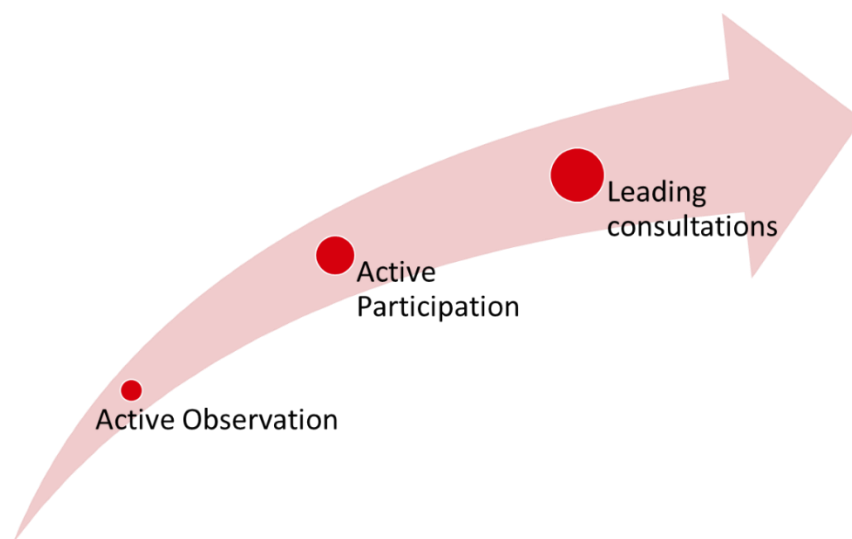 Leading
consultations
Active
Participation
Active Observation